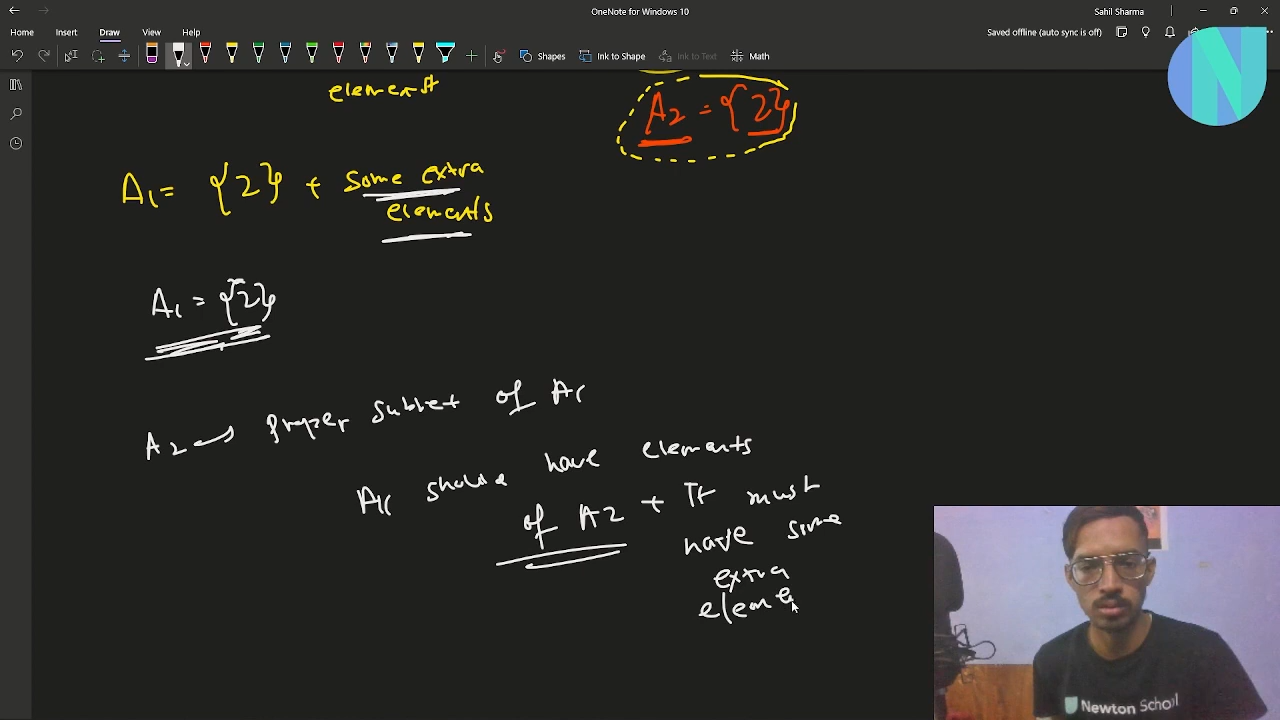 OneNote for Windows 10
Sahil Sharma
Home Insert Draw View Help
Saved offline (auto sync is off)
Shapes Ink to Shape Ink to Text Math
A2 = {2}
A1 = {2} + some extra
elements
A1 = {2}
A2 → proper subset of A1
A1 should have elements
of A2 + It must
have some
extra
eleme
Newton School